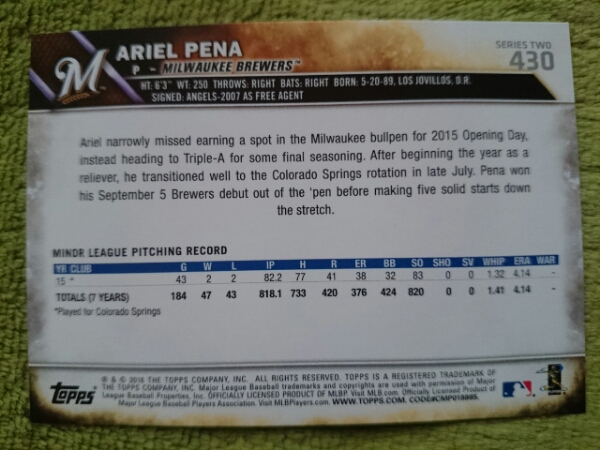 M
ARIEL PENA
SERIES TWO
430
P - MILWAUKEE BREWERS™
HT: 6'3" WT: 250 THROWS: RIGHT BATS: RIGHT BORN: 5-20-89, LOS JOVILLOS, D.R.
SIGNED: ANGELS-2007 AS FREE AGENT
Ariel narrowly missed earning a spot in the Milwaukee bullpen for 2015 Opening Day,
instead heading to Triple-A for some final seasoning. After beginning the year as a
reliever, he transitioned well to the Colorado Springs rotation in late July. Pena won
his September 5 Brewers debut out of the 'pen before making five solid starts down
the stretch.
MINOR LEAGUE PITCHING RECORD
YR CLUB G W L IP H R ER BB SO SHO SV WHIP ERA WAR
15 * 43 2 2 82.2 77 41 38 32 83 0 0 1.32 4.14 -
TOTALS (7 YEARS) 184 47 43 818.1 733 420 376 424 820 0 0 1.41 4.14 -
*Played for Colorado Springs
Topps
® & © 2016 THE TOPPS COMPANY, INC. ALL RIGHTS RESERVED. TOPPS IS A REGISTERED TRADEMARK OF
THE TOPPS COMPANY, INC. Major League Baseball trademarks and copyrights are used with permission of Major
League Baseball Properties, Inc. OFFICIALLY LICENSED PRODUCT OF MLBP. Visit MLB.com. Officially Licensed Product of
Major League Baseball Players Association. Visit MLBPlayers.com. WWW.TOPPS.COM.